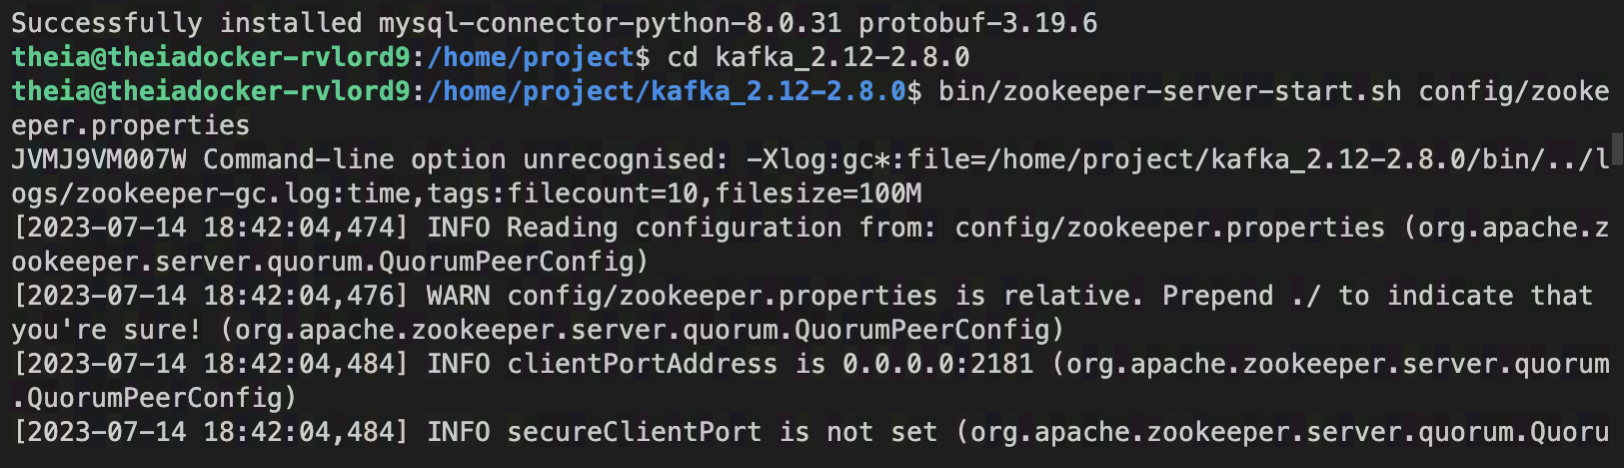 Successfully installed mysql-connector-python-8.0.31 protobuf-3.19.6
theia@theiadocker-rvlord9:/home/project$ cd kafka_2.12-2.8.0
theia@theiadocker-rvlord9:/home/project/kafka_2.12-2.8.0$ bin/zookeeper-server-start.sh config/zooke
eper.properties
JVMJ9VM007W Command-line option unrecognised: -Xlog:gc*:file=/home/project/kafka_2.12-2.8.0/bin/../l
ogs/zookeeper-gc.log:time,tags:filecount=10,filesize=100M
[2023-07-14 18:42:04,474] INFO Reading configuration from: config/zookeeper.properties (org.apache.z
ookeeper.server.quorum.QuorumPeerConfig)
[2023-07-14 18:42:04,476] WARN config/zookeeper.properties is relative. Prepend ./ to indicate that
you're sure! (org.apache.zookeeper.server.quorum.QuorumPeerConfig)
[2023-07-14 18:42:04,484] INFO clientPortAddress is 0.0.0.0:2181 (org.apache.zookeeper.server.quorum
.QuorumPeerConfig)
[2023-07-14 18:42:04,484] INFO secureClientPort is not set (org.apache.zookeeper.server.quorum.Quoru